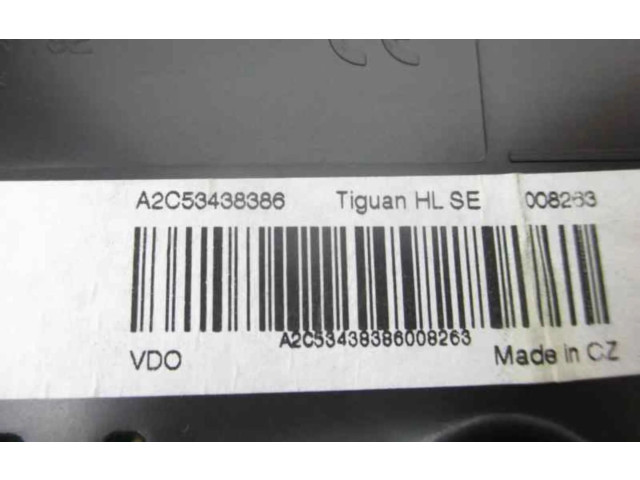 A2C53438386 Tiguan HL SE 008263
A2C53438386008263
VDO Made in CZ